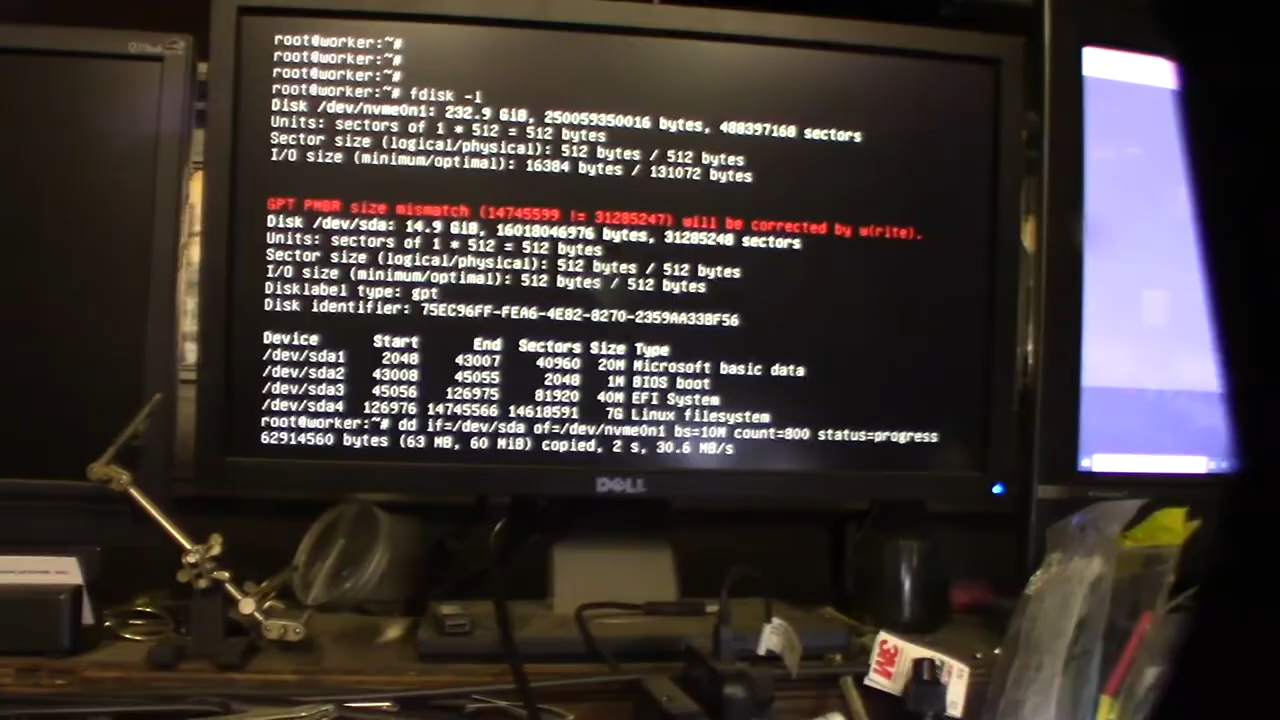 root@worker:~#
root@worker:~#
root@worker:~#
root@worker:~# fdisk -l
Disk /dev/nvme0n1: 232.9 GiB, 250059350016 bytes, 488397168 sectors
Units: sectors of 1 * 512 = 512 bytes
Sector size (logical/physical): 512 bytes / 512 bytes
I/O size (minimum/optimal): 16384 bytes / 131072 bytes
GPT PMBR size mismatch (14745599 != 31285247) will be corrected by w(rite).
Disk /dev/sda: 14.9 GiB, 16018046976 bytes, 31285248 sectors
Units: sectors of 1 * 512 = 512 bytes
Sector size (logical/physical): 512 bytes / 512 bytes
I/O size (minimum/optimal): 512 bytes / 512 bytes
Disklabel type: gpt
Disk identifier: 75EC96FF-FEA6-4E82-8270-2359AA33BF56
Device Start End Sectors Size Type
/dev/sda1 2048 43007 40960 20M Microsoft basic data
/dev/sda2 43008 45055 2048 1M BIOS boot
/dev/sda3 45056 126975 81920 40M EFI System
/dev/sda4 126976 14745566 14618591 7G Linux filesystem
root@worker:~# dd if=/dev/sda of=/dev/nvme0n1 bs=10M count=800 status=progress
62914560 bytes (63 MB, 60 MiB) copied, 2 s, 30.6 MB/s
DELL
3M